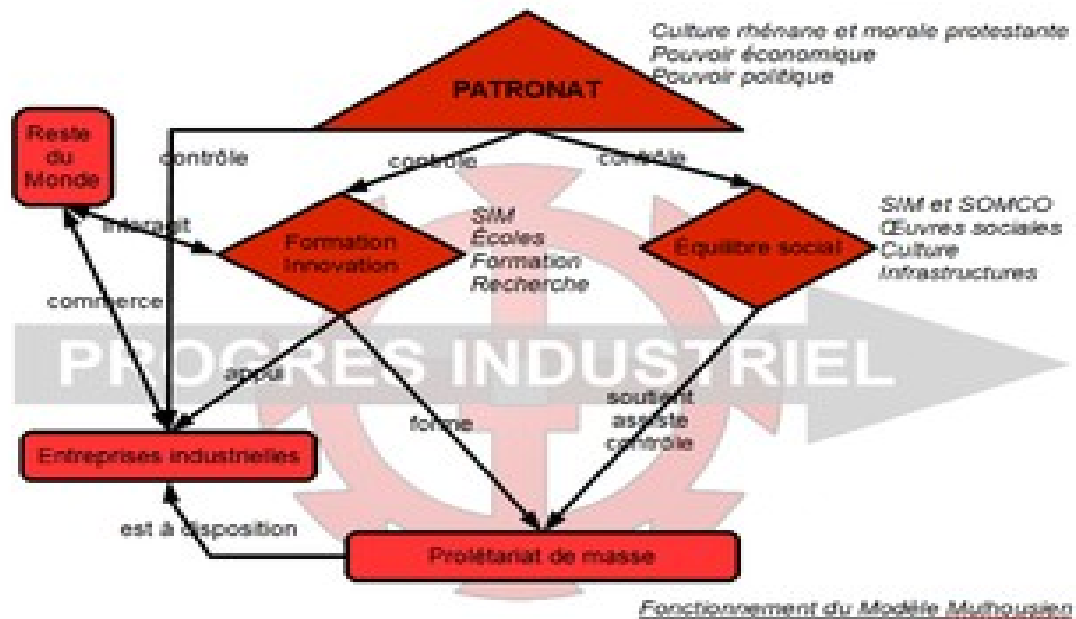 Culture rhénane et morale protestante
Pouvoir économique
Pouvoir politique
PATRONAT
Reste
du
Monde
contrôle
contrôle
contrôle
interagit
Formation
Innovation
SIM
Écoles
Formation
Recherche
Équilibre social
SIM et SOMCO
Œuvres sociales
Culture
Infrastructures
commerce
PROGRES INDUSTRIEL
appui
forme
soutient
assiste
contrôle
Entreprises industrielles
est à disposition
Prolétariat de masse
Fonctionnement du Modèle Mulhousien